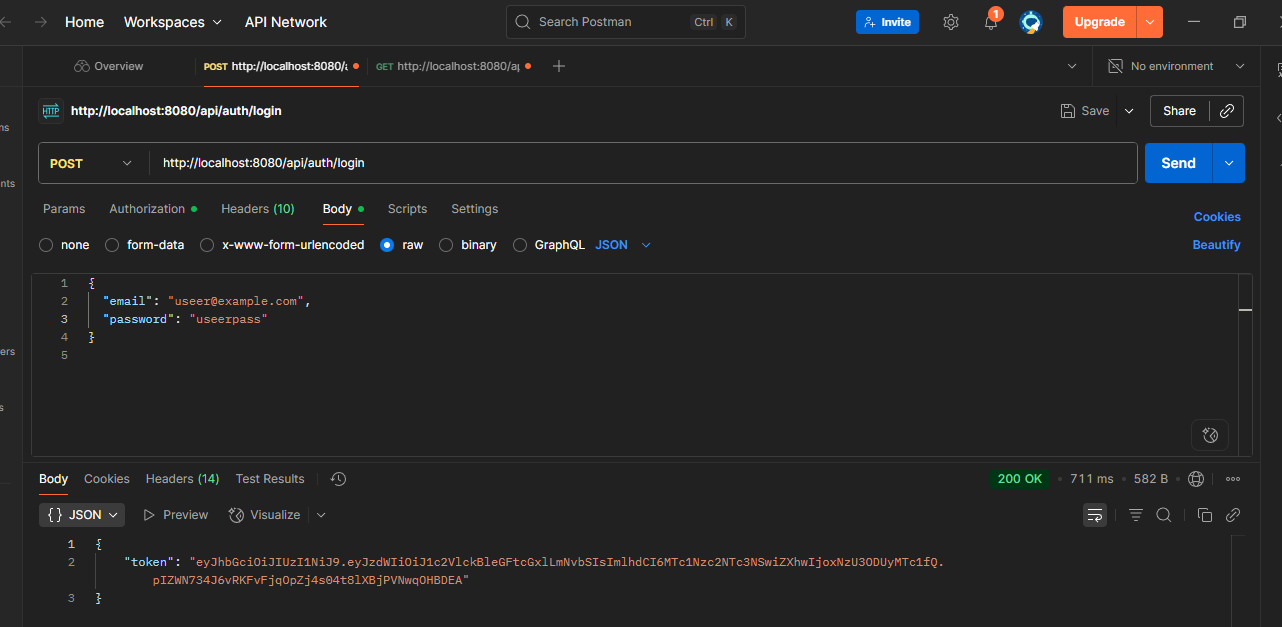 Home Workspaces API Network Search Postman Ctrl K Invite 1 Upgrade
Overview POST http://localhost:8080/a GET http://localhost:8080/ap No environment
HTTP http://localhost:8080/api/auth/login Save Share
ns
POST http://localhost:8080/api/auth/login Send
nts
Params Authorization Headers (10) Body Scripts Settings Cookies
none form-data x-www-form-urlencoded raw binary GraphQL JSON Beautify
1 {
2 "email": "useer@example.com",
3 "password": "useerpass"
4 }
5
ers
s
Body Cookies Headers (14) Test Results 200 OK 711 ms 582 B
{} JSON Preview Visualize
1 {
2 "token": "eyJhbGciOiJIUzI1NiJ9.eyJzdWIiOiJ1c2VlckBleGFtcGxlLmNvbSIsImlhdCI6MTc1Nzc2NTc3NSwiZXhwIjoxNzU3ODUyMTc1fQ.
pIZWN734J6vRKFvFjqOpZj4s04t8lXBjPVNwqOHBDEA"
3 }